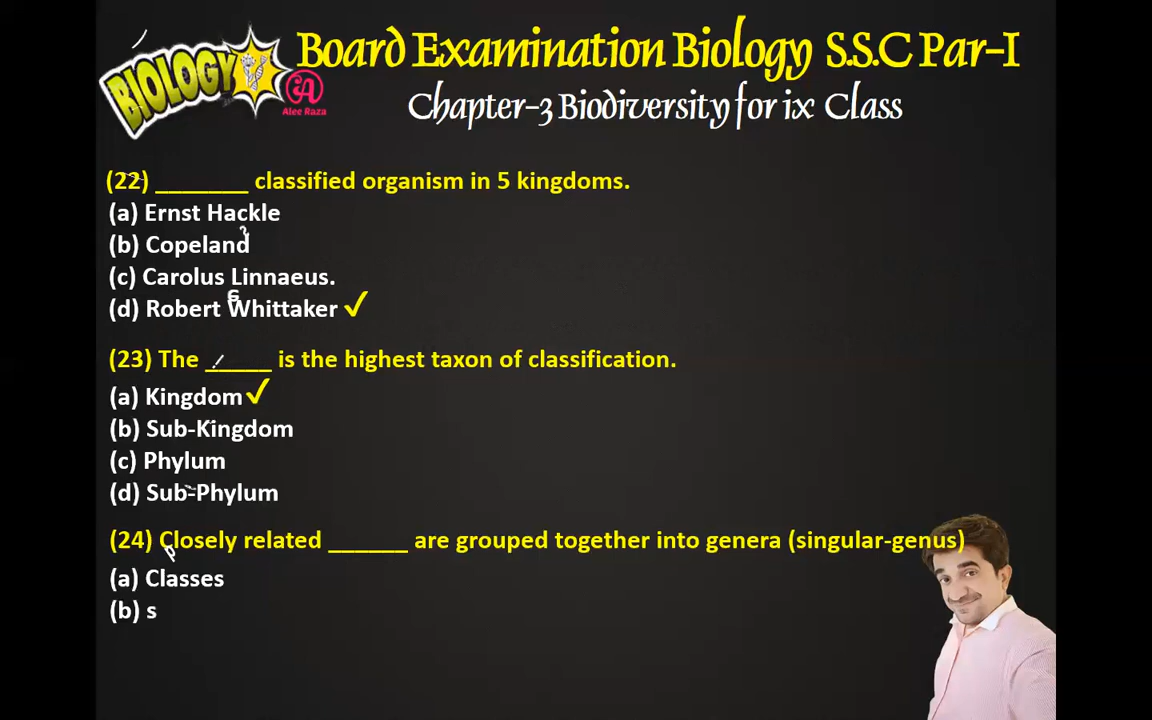 BIOLOGY
Alee Raza
Board Examination Biology S.S.C Par-I
Chapter-3 Biodiversity for ix Class
(22) _______ classified organism in 5 kingdoms.
(a) Ernst Hackle
(b) Copeland
(c) Carolus Linnaeus.
(d) Robert Whittaker ✓
(23) The _____ is the highest taxon of classification.
(a) Kingdom ✓
(b) Sub-Kingdom
(c) Phylum
(d) Sub-Phylum
(24) Closely related ______ are grouped together into genera (singular-genus)
(a) Classes
(b) s